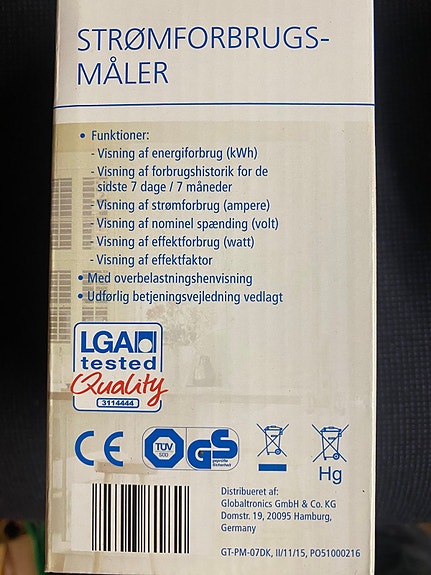 STRØMFORBRUGS-
MÅLER
• Funktioner:
- Visning af energiforbrug (kWh)
- Visning af forbrugshistorik for de
sidste 7 dage / 7 måneder
- Visning af strømforbrug (ampere)
- Visning af nominel spænding (volt)
- Visning af effektforbrug (watt)
- Visning af effektfaktor
• Med overbelastningshenvisning
• Udførlig betjeningsvejledning vedlagt
LGA
tested
Quality
3114444
CE
TÜV
SÜD
GS
geprüfte
Sicherheit
Hg
Distribueret af:
Globaltronics GmbH & Co. KG
Domstr. 19, 20095 Hamburg,
Germany
GT-PM-07DK, II/11/15, PO51000216